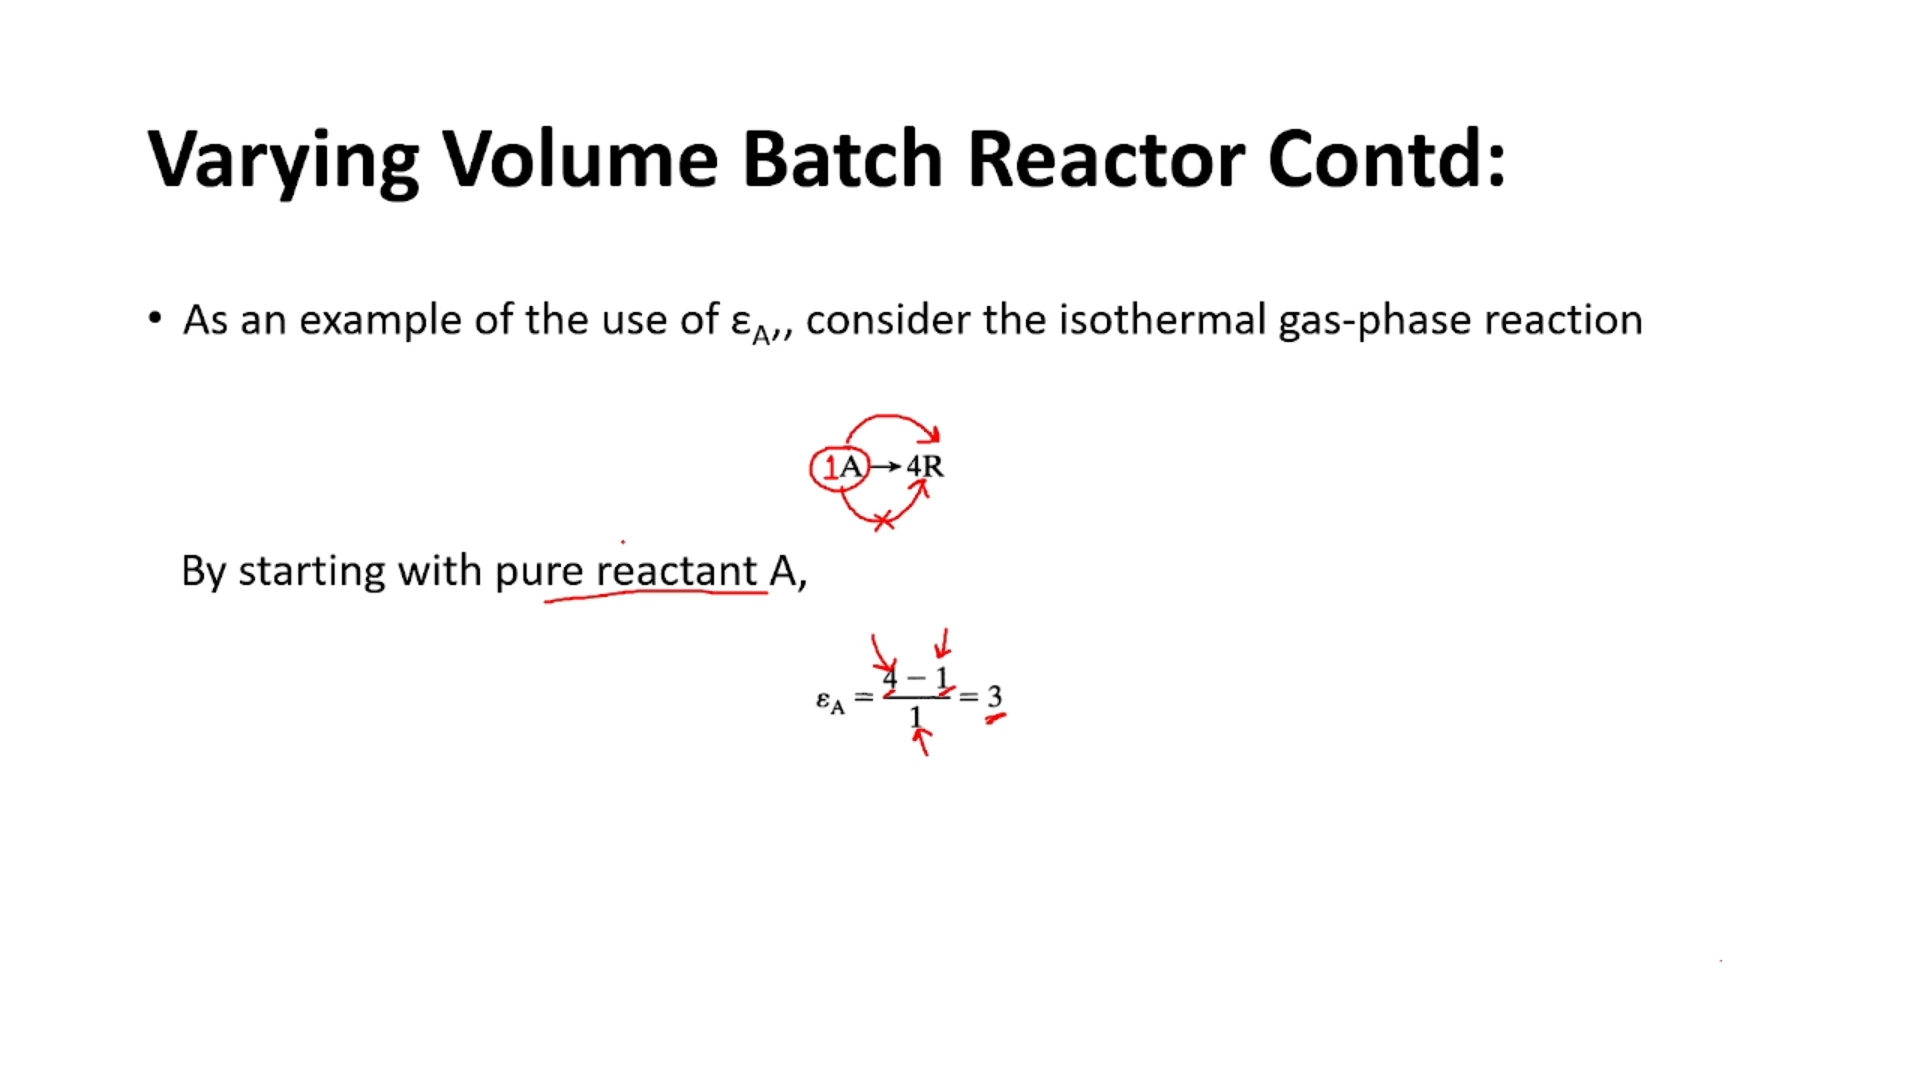 Varying Volume Batch Reactor Contd:
• As an example of the use of εA,, consider the isothermal gas-phase reaction
1A → 4R
By starting with pure reactant A,
εA = (4 − 1)/1 = 3